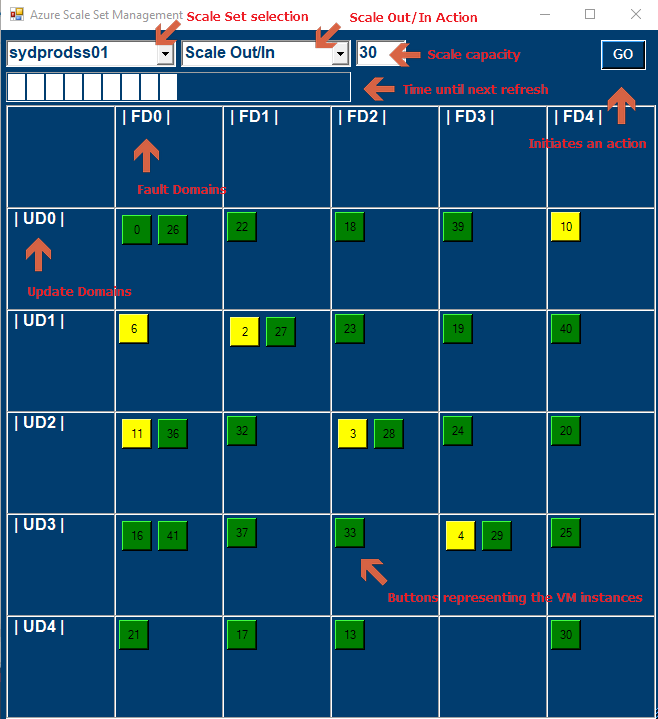 Azure Scale Set Management
Scale Set selection
Scale Out/In Action
sydprodss01
Scale Out/In
30
Scale capacity
GO
Time until next refresh
| FD0 | | FD1 | | FD2 | | FD3 | | FD4 |
Initiates an action
Fault Domains
| UD0 | 0 26 22 18 39 10
Update Domains
| UD1 | 6 2 27 23 19 40
| UD2 | 11 36 32 3 28 24 20
| UD3 | 16 41 37 33 4 29 25
Buttons representing the VM instances
| UD4 | 21 17 13 30